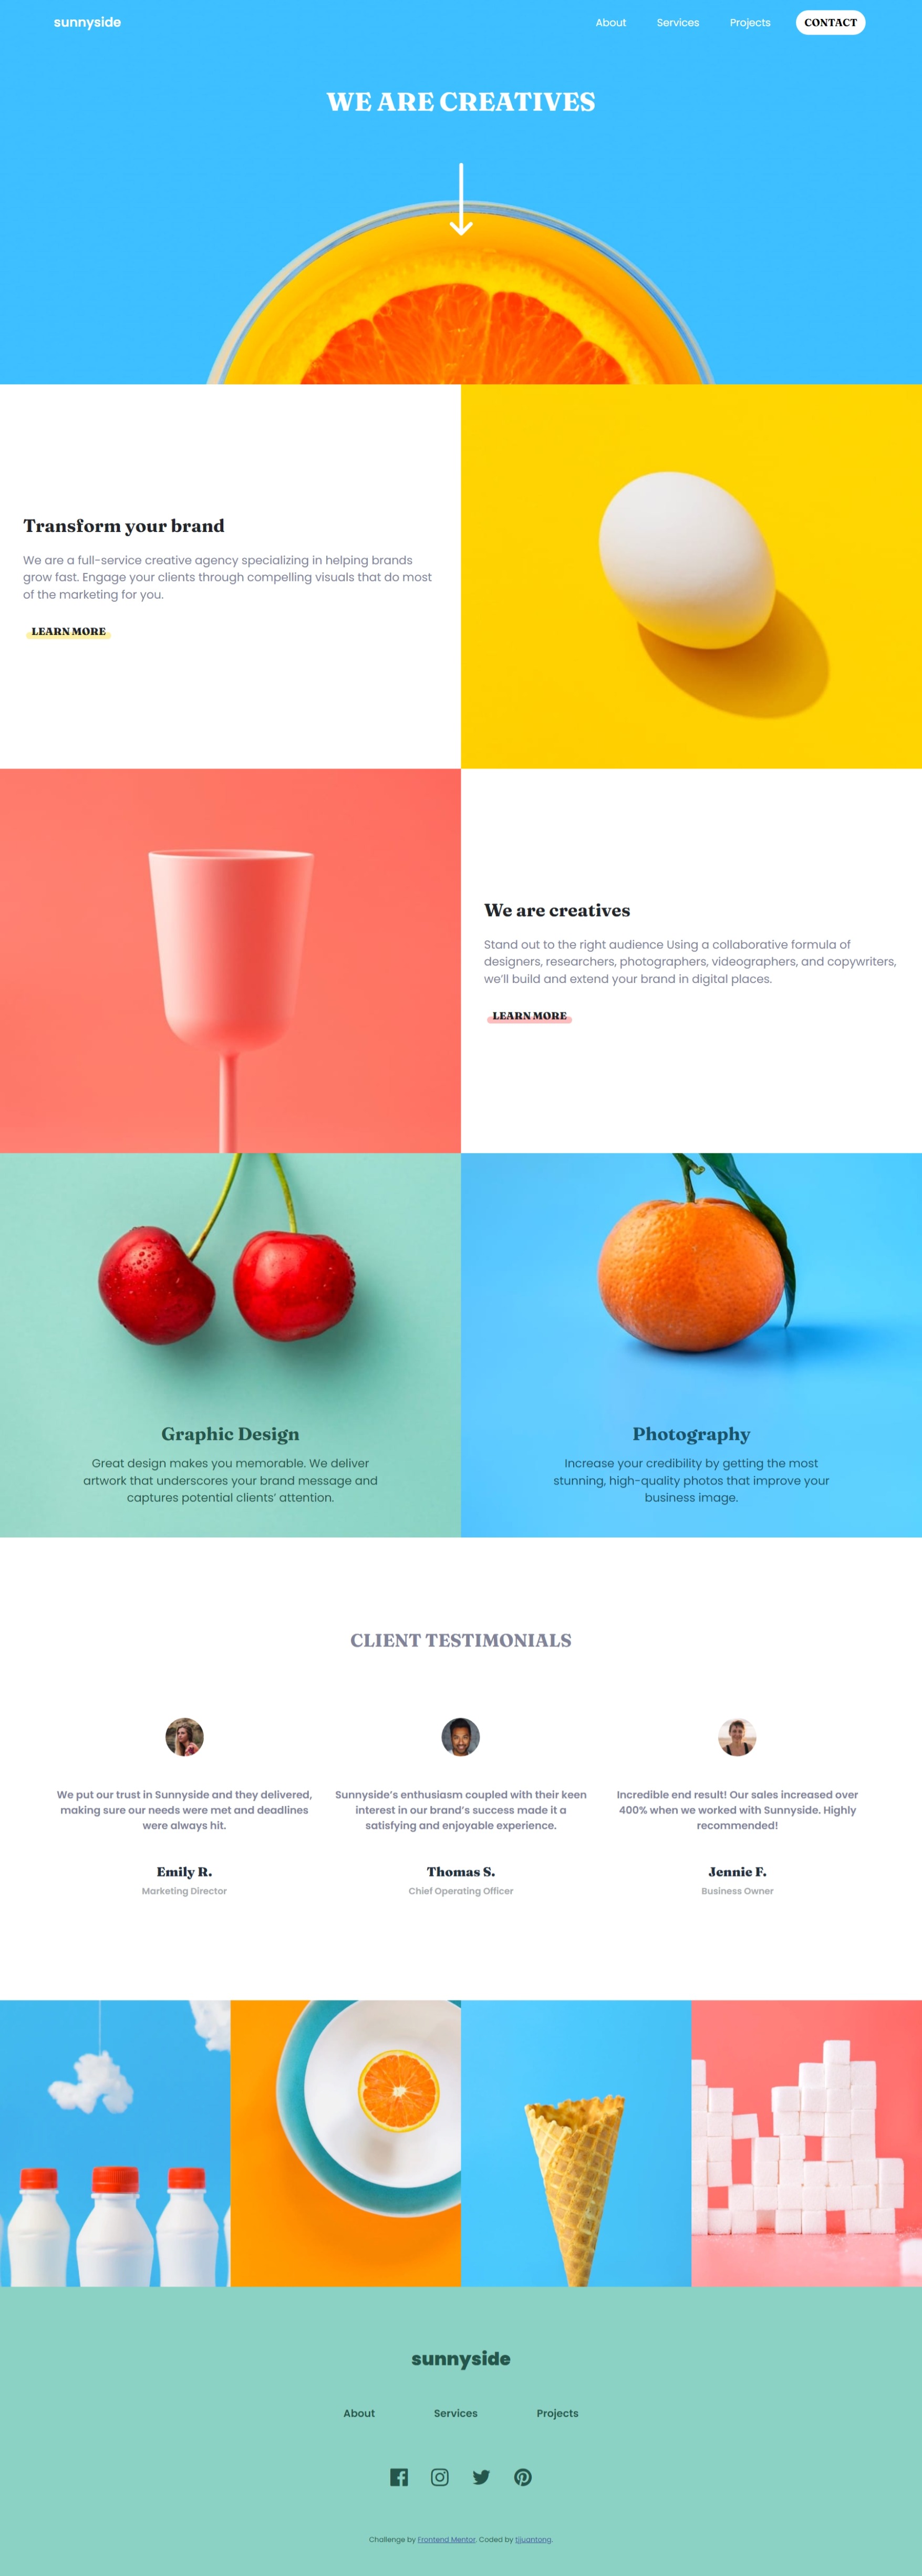 sunnyside
About Services Projects CONTACT
WE ARE CREATIVES
Transform your brand
We are a full-service creative agency specializing in helping brands
grow fast. Engage your clients through compelling visuals that do most
of the marketing for you.
LEARN MORE
We are creatives
Stand out to the right audience Using a collaborative formula of
designers, researchers, photographers, videographers, and copywriters,
we’ll build and extend your brand in digital places.
LEARN MORE
Graphic Design
Great design makes you memorable. We deliver
artwork that underscores your brand message and
captures potential clients’ attention.
Photography
Increase your credibility by getting the most
stunning, high-quality photos that improve your
business image.
CLIENT TESTIMONIALS
We put our trust in Sunnyside and they delivered,
making sure our needs were met and deadlines
were always hit.
Emily R.
Marketing Director
Sunnyside’s enthusiasm coupled with their keen
interest in our brand’s success made it a
satisfying and enjoyable experience.
Thomas S.
Chief Operating Officer
Incredible end result! Our sales increased over
400% when we worked with Sunnyside. Highly
recommended!
Jennie F.
Business Owner
sunnyside
About Services Projects
Challenge by Frontend Mentor. Coded by tjuantong.